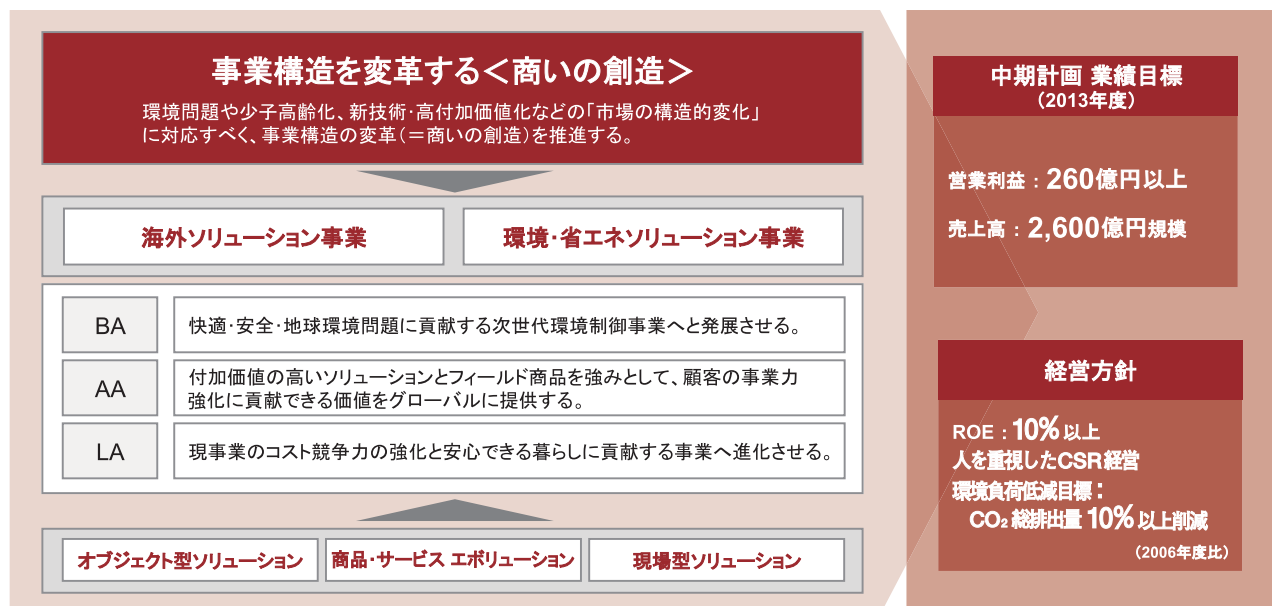 事業構造を変革する＜商いの創造＞
環境問題や少子高齢化、新技術・高付加価値化などの「市場の構造的変化」
に対応すべく、事業構造の変革（＝商いの創造）を推進する。
海外ソリューション事業
環境・省エネソリューション事業
BA
快適・安全・地球環境問題に貢献する次世代環境制御事業へと発展させる。
AA
付加価値の高いソリューションとフィールド商品を強みとして、顧客の事業力
強化に貢献できる価値をグローバルに提供する。
LA
現事業のコスト競争力の強化と安心できる暮らしに貢献する事業へ進化させる。
オブジェクト型ソリューション
商品・サービス エボリューション
現場型ソリューション
中期計画 業績目標
（2013年度）
営業利益：260億円以上
売上高：2,600億円規模
経営方針
ROE：10%以上
人を重視したCSR経営
環境負荷低減目標：
CO₂総排出量10%以上削減
（2006年度比）